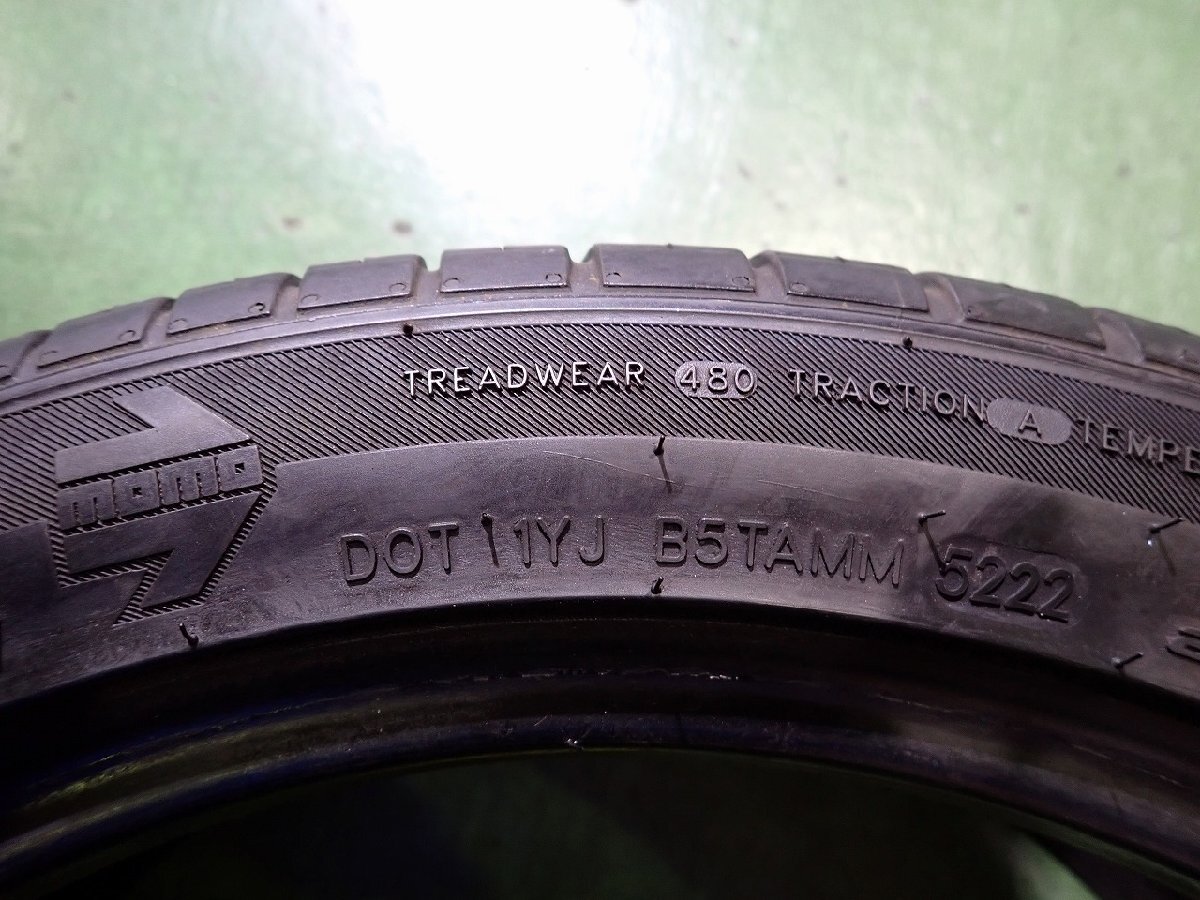 TREADWEAR 480 TRACTION A TEMPE
momo
DOT 11YJ B5TAMM 5222